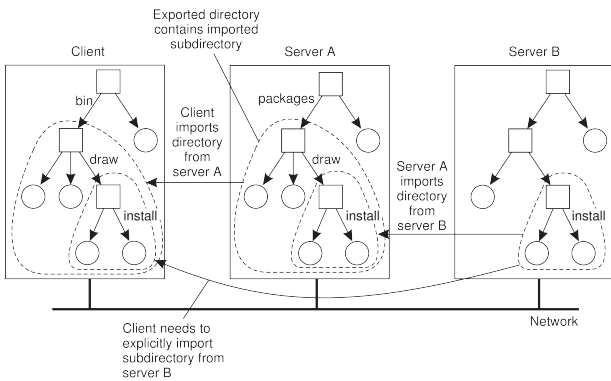 Exported directory
contains imported
subdirectory
Client
Server A
Server B
bin
packages
Client
imports
directory
from
server A
draw
draw
Server A
imports
directory
from
server B
install
install
install
Network
Client needs to
explicitly import
subdirectory from
server B